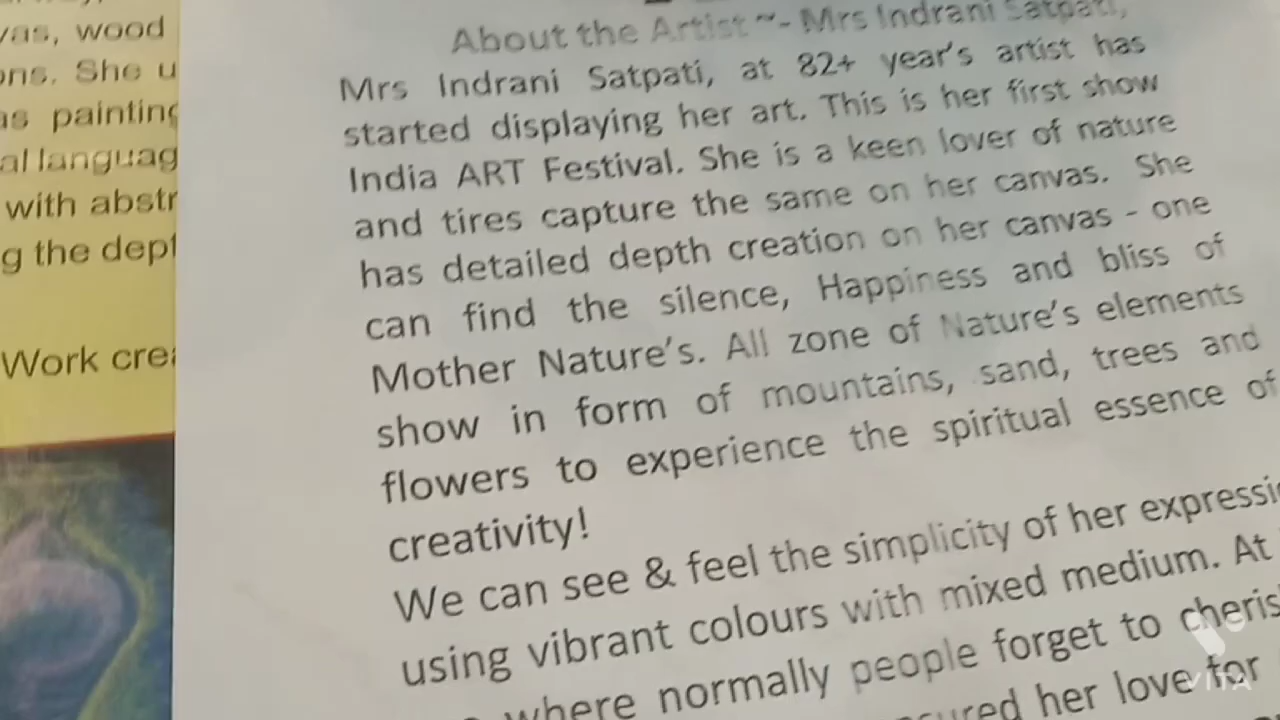 vas, wood
ons. She u
as painting
al languag
with abstr
g the dept
Work crea
About the Artist ~- Mrs Indrani Satpati,
Mrs Indrani Satpati, at 82+ year's artist has
started displaying her art. This is her first show
India ART Festival. She is a keen lover of nature
and tires capture the same on her canvas. She
has detailed depth creation on her canvas - one
can find the silence, Happiness and bliss of
Mother Nature's. All zone of Nature's elements
show in form of mountains, sand, trees and
flowers to experience the spiritual essence of
creativity!
We can see & feel the simplicity of her expressi
using vibrant colours with mixed medium. At
where normally people forget to cheris
her love for
VITA